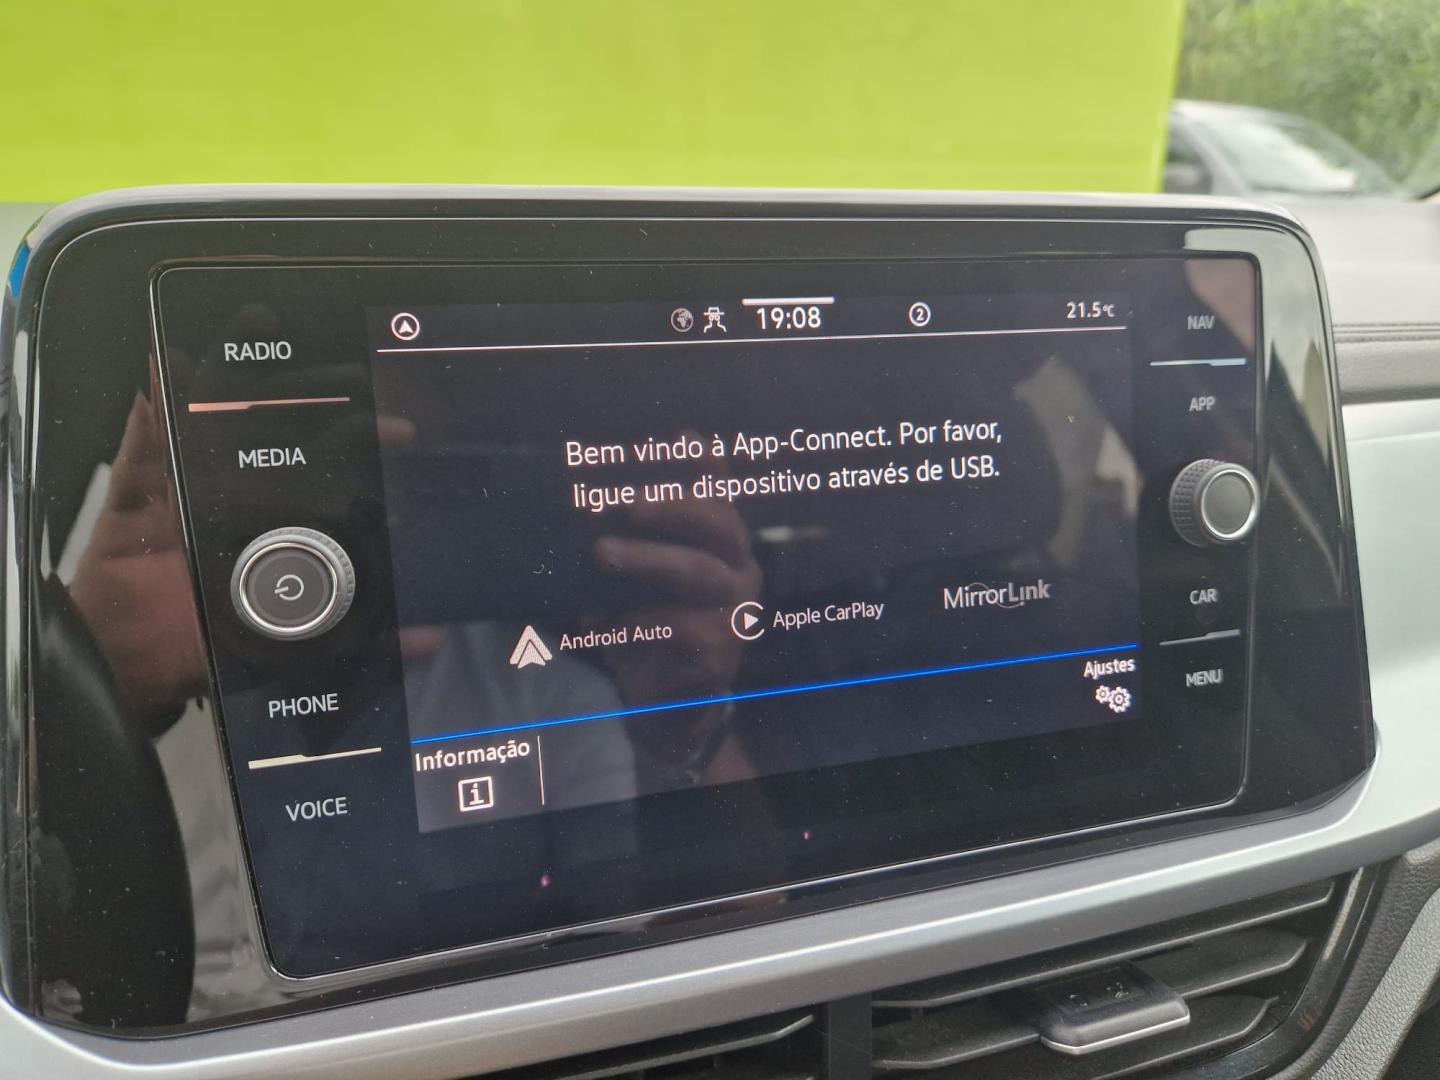 RADIO
MEDIA
PHONE
VOICE
19:08
2
21.5°C
Bem vindo à App-Connect. Por favor,
ligue um dispositivo através de USB.
Android Auto
Apple CarPlay
MirrorLink
Ajustes
Informação
i
NAV
APP
CAR
MENU